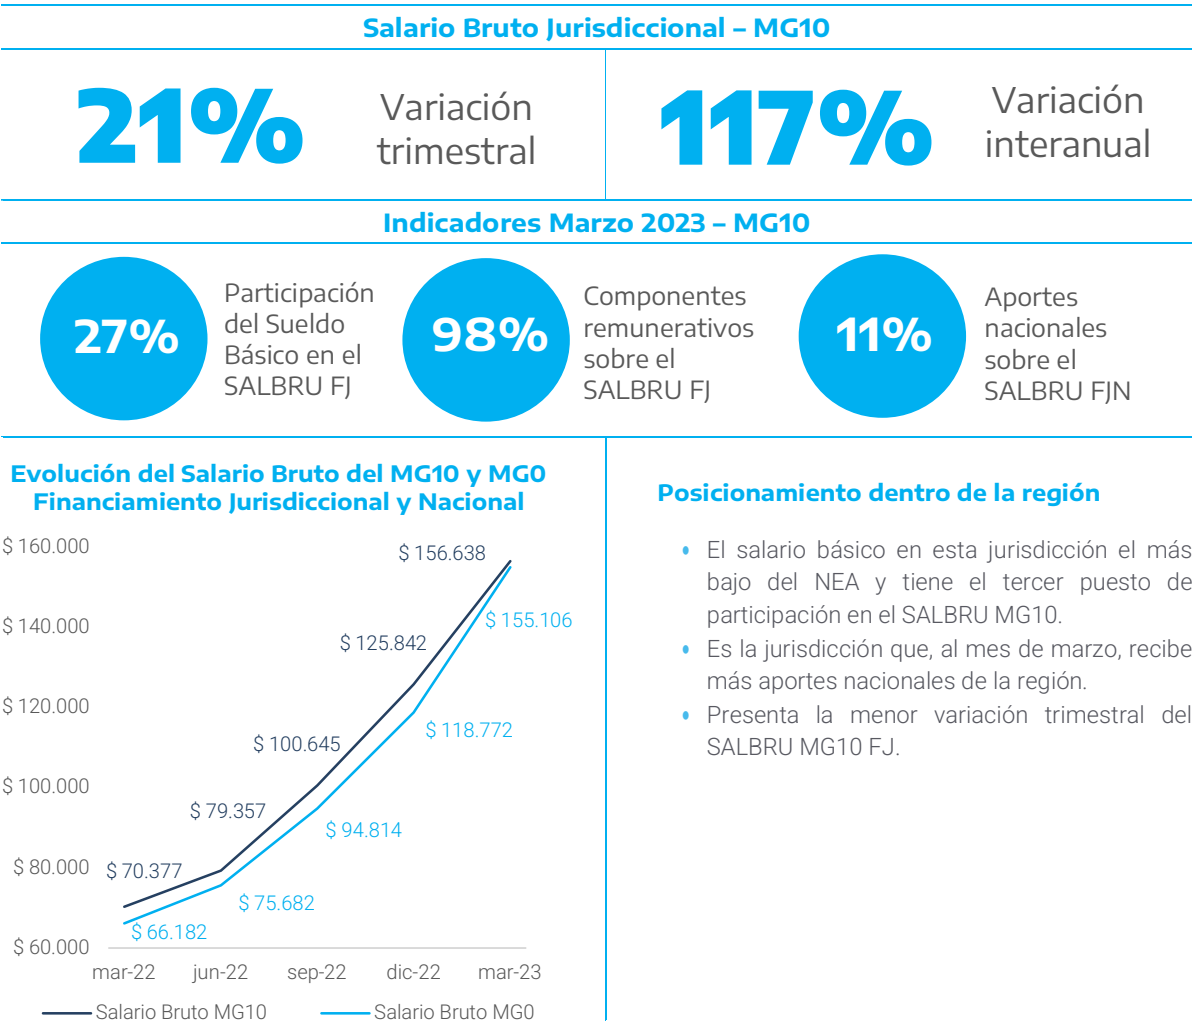 Salario Bruto Jurisdiccional – MG10
21%
Variación
trimestral
117%
Variación
interanual
Indicadores Marzo 2023 – MG10
27%
Participación
del Sueldo
Básico en el
SALBRU FJ
98%
Componentes
remunerativos
sobre el
SALBRU FJ
11%
Aportes
nacionales
sobre el
SALBRU FJN
Evolución del Salario Bruto del MG10 y MG0
Financiamiento Jurisdiccional y Nacional
$ 160.000
$ 140.000
$ 120.000
$ 100.000
$ 80.000
$ 60.000
$ 70.377
$ 79.357
$ 100.645
$ 125.842
$ 156.638
$ 66.182
$ 75.682
$ 94.814
$ 118.772
$ 155.106
mar-22
jun-22
sep-22
dic-22
mar-23
Salario Bruto MG10
Salario Bruto MG0
Posicionamiento dentro de la región
• El salario básico en esta jurisdicción el más
bajo del NEA y tiene el tercer puesto de
participación en el SALBRU MG10.
• Es la jurisdicción que, al mes de marzo, recibe
más aportes nacionales de la región.
• Presenta la menor variación trimestral del
SALBRU MG10 FJ.